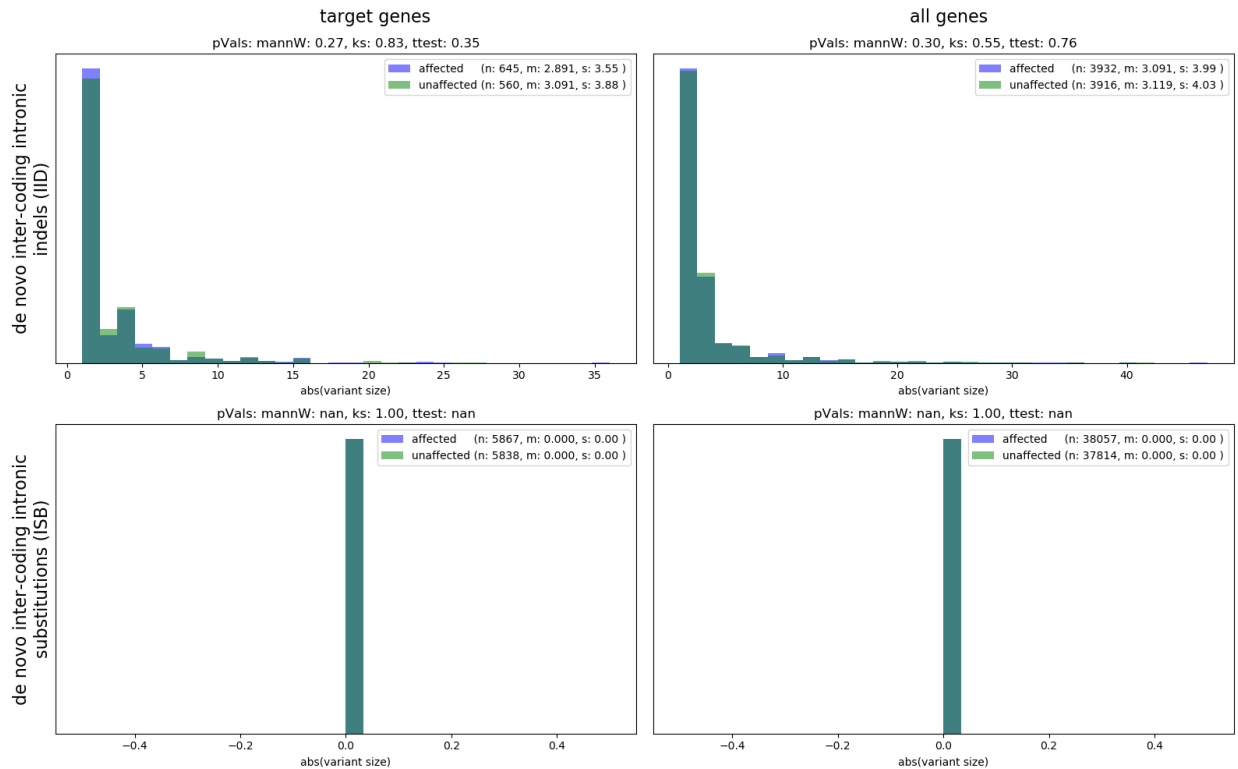 target genes
all genes
pVals: mannW: 0.27, ks: 0.83, ttest: 0.35
pVals: mannW: 0.30, ks: 0.55, ttest: 0.76
de novo inter-coding intronic
indels (IID)
affected (n: 645, m: 2.891, s: 3.55 )
unaffected (n: 560, m: 3.091, s: 3.88 )
affected (n: 3932, m: 3.091, s: 3.99 )
unaffected (n: 3916, m: 3.119, s: 4.03 )
0 5 10 15 20 25 30 35
0 10 20 30 40
abs(variant size)
abs(variant size)
pVals: mannW: nan, ks: 1.00, ttest: nan
pVals: mannW: nan, ks: 1.00, ttest: nan
de novo inter-coding intronic
substitutions (ISB)
affected (n: 5867, m: 0.000, s: 0.00 )
unaffected (n: 5838, m: 0.000, s: 0.00 )
affected (n: 38057, m: 0.000, s: 0.00 )
unaffected (n: 37814, m: 0.000, s: 0.00 )
−0.4 −0.2 0.0 0.2 0.4
−0.4 −0.2 0.0 0.2 0.4
abs(variant size)
abs(variant size)